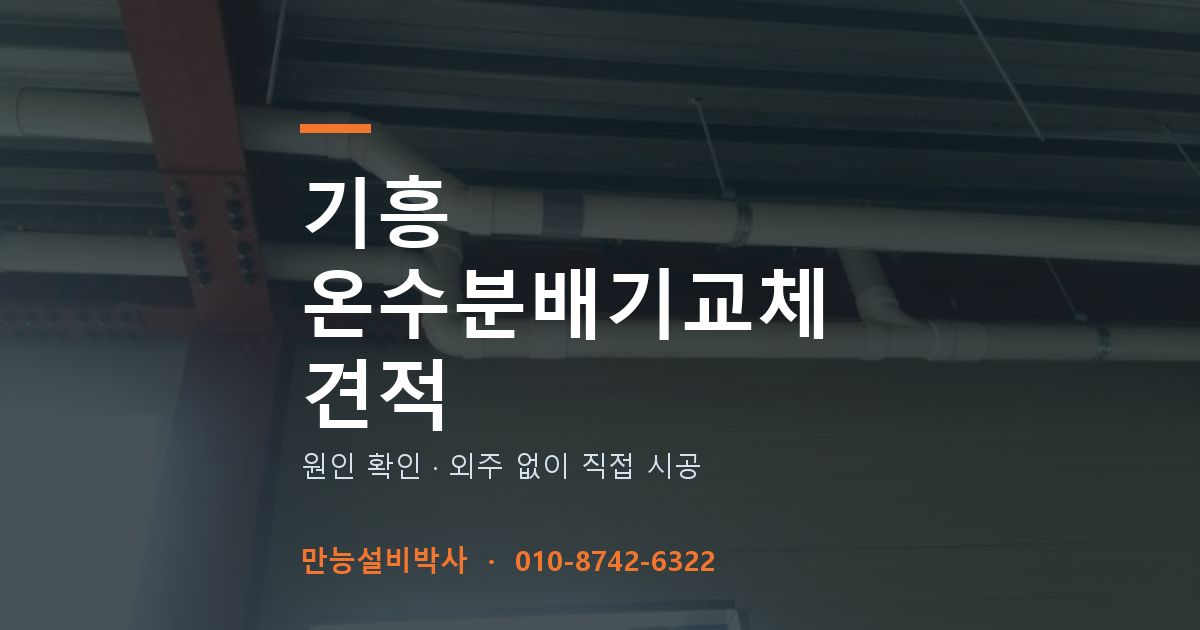 기흥
온수분배기교체
견적
원인 확인 · 외주 없이 직접 시공
만능설비박사 · 010-8742-6322